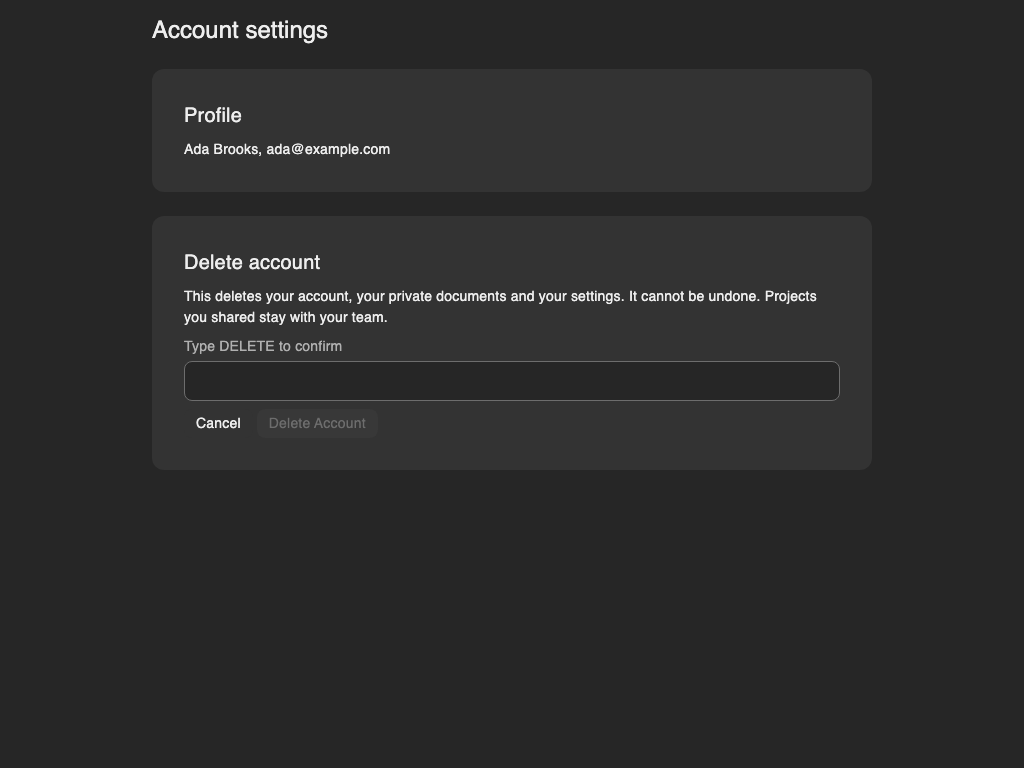 Account settings
Profile
Ada Brooks, ada@example.com
Delete account
This deletes your account, your private documents and your settings. It cannot be undone. Projects
you shared stay with your team.
Type DELETE to confirm
Cancel
Delete Account